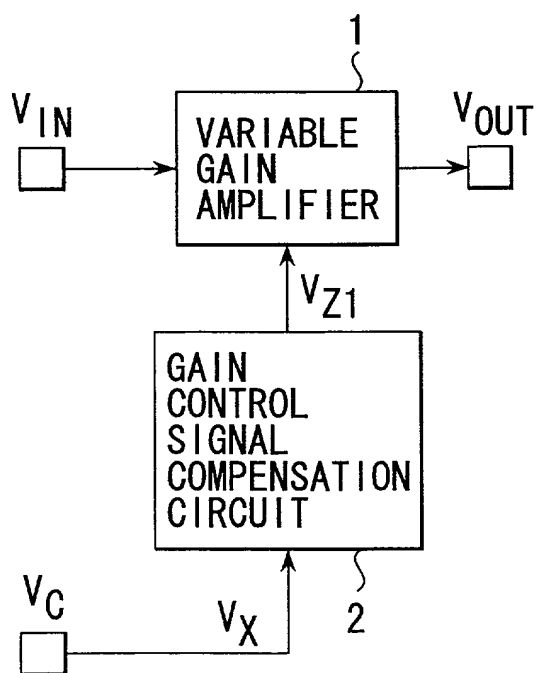 1
V_IN
VARIABLE
GAIN
AMPLIFIER
V_OUT
V_Z1
GAIN
CONTROL
SIGNAL
COMPENSATION
CIRCUIT
V_C
V_X
2